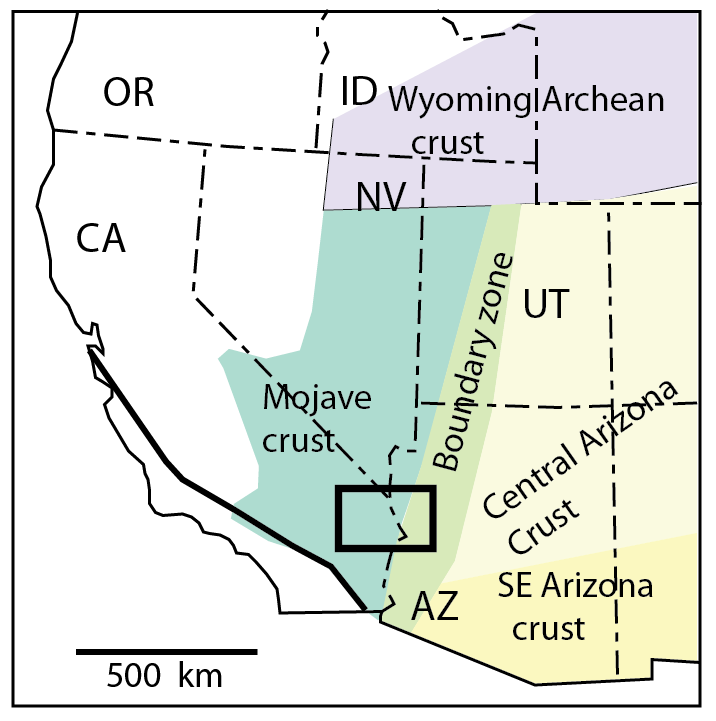 OR
ID
Wyoming Archean
crust
NV
CA
UT
Boundary zone
Mojave
crust
Central Arizona
Crust
SE Arizona
crust
AZ
500 km